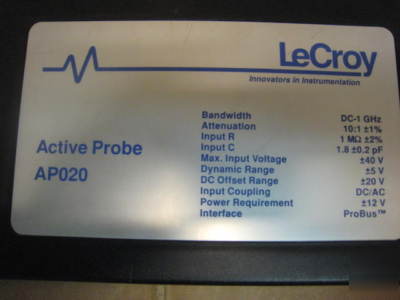 LeCroy
Innovators in Instrumentation
Active Probe
AP020
Bandwidth DC-1 GHz
Attenuation 10:1 ±1%
Input R 1 MΩ ±2%
Input C 1.8 ±0.2 pF
Max. Input Voltage ±40 V
Dynamic Range ±5 V
DC Offset Range ±20 V
Input Coupling DC/AC
Power Requirement ±12 V
Interface ProBus™